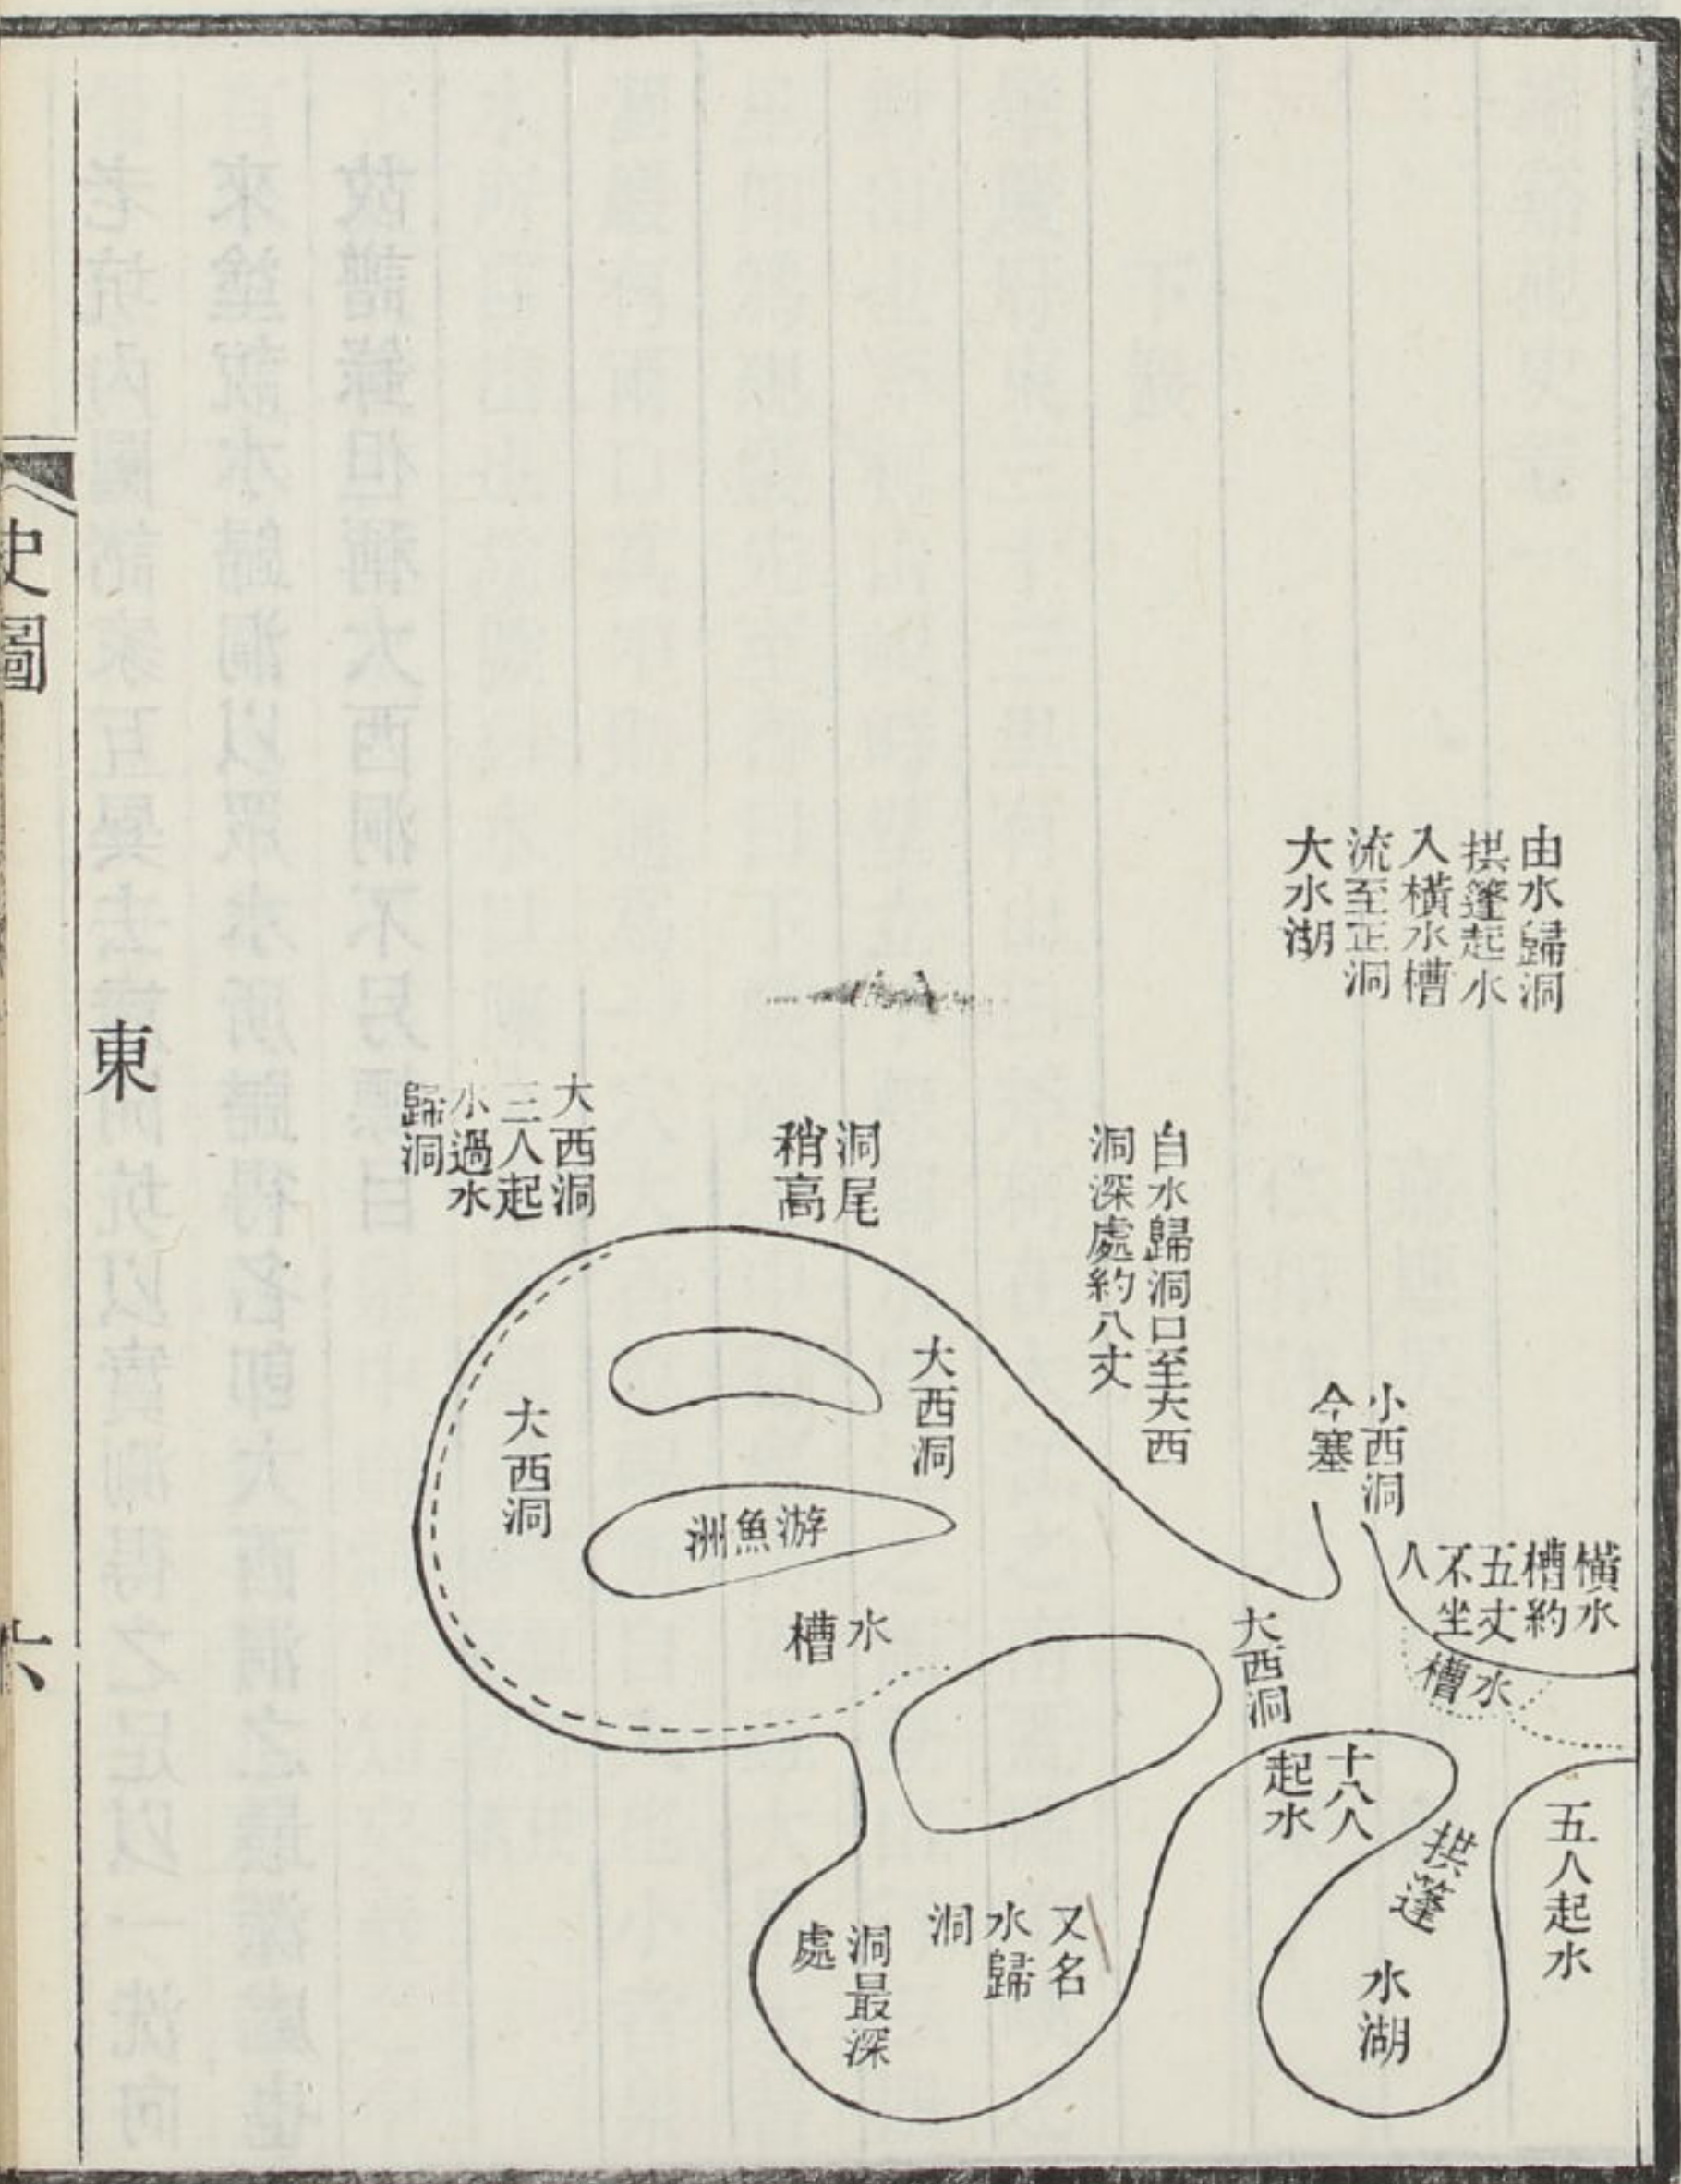 由水歸洞
拱篷起水
入橫水槽
流至正洞
大水湖
自水歸洞口至大西
洞深處約八丈
洞尾
稍高
大西洞
三人起
小過水
歸洞
小西洞
今塞
橫水
槽約
五丈
不坐
人
水槽
大西洞
大西洞
大西洞
游魚洲
水槽
五人起水
十八人
起水
拱篷
水湖
又名
水歸
洞
洞最深
處
東
史圖
六